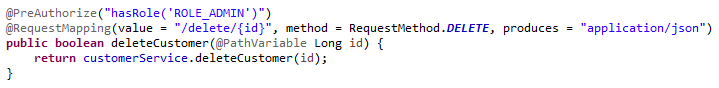 @PreAuthorize("hasRole('ROLE_ADMIN')")
@RequestMapping(value = "/delete/{id}", method = RequestMethod.DELETE, produces = "application/json")
public boolean deleteCustomer(@PathVariable Long id) {
    return customerService.deleteCustomer(id);
}